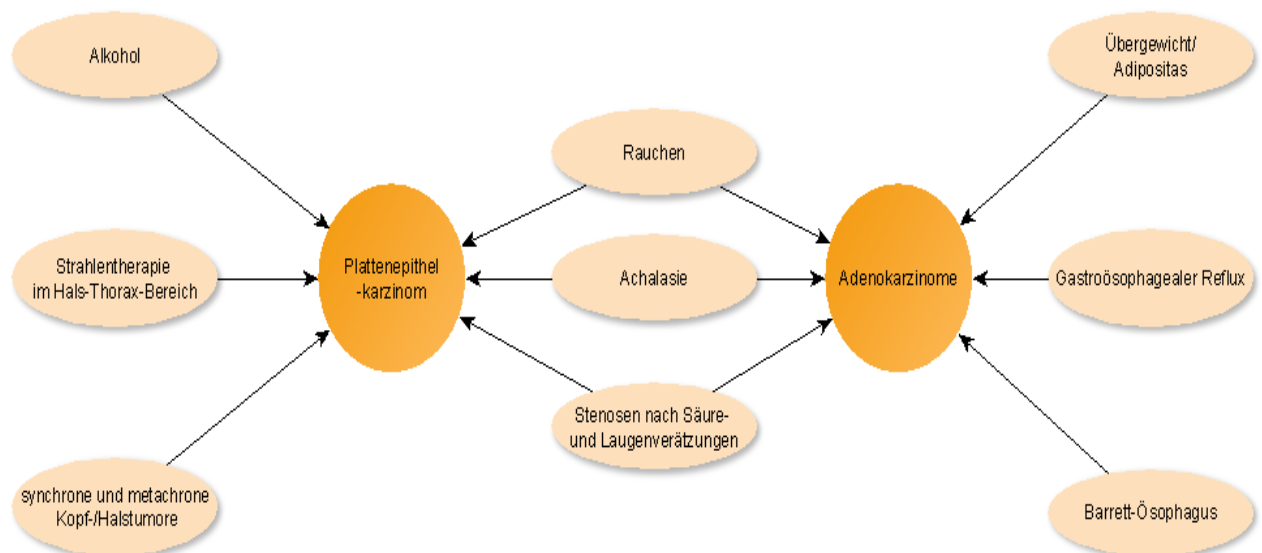 Alkohol
Übergewicht/
Adipositas
Rauchen
Strahlentherapie
im Hals-Thorax-Bereich
Plattenepithel
-karzinom
Achalasie
Adenokarzinome
Gastroösophagealer Reflux
Stenosen nach Säure-
und Laugenverätzungen
synchrone und metachrone
Kopf-/Halstumore
Barrett-Ösophagus